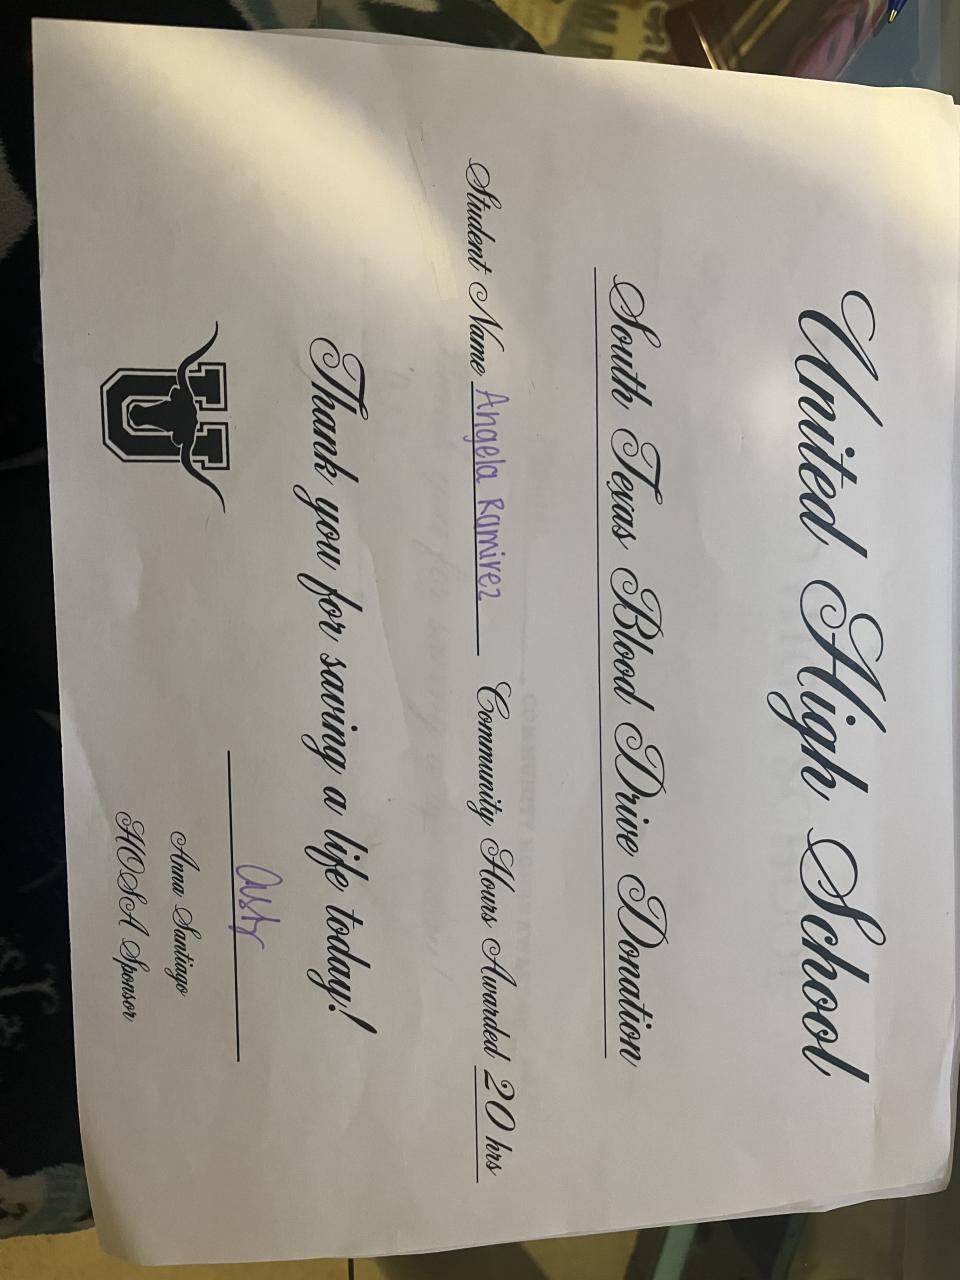 United High School
South Texas Blood Drive Donation
Student Name Angela Ramirez Community Hours Awarded 20 hrs
Thank you for saving a life today!
Anna Santiago
HOSA Sponsor
U